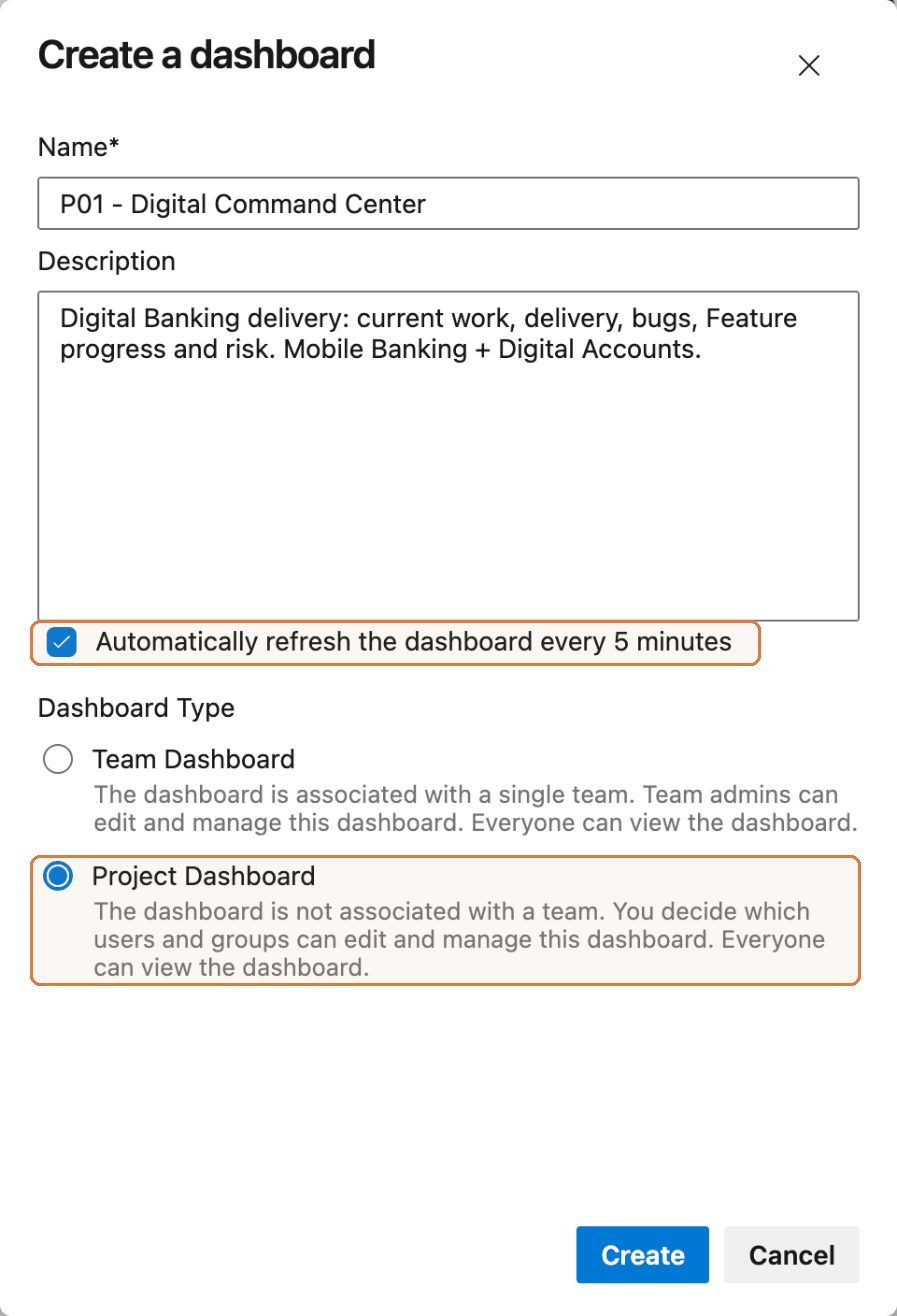 Create a dashboard
Name*
P01 - Digital Command Center
Description
Digital Banking delivery: current work, delivery, bugs, Feature
progress and risk. Mobile Banking + Digital Accounts.
Automatically refresh the dashboard every 5 minutes
Dashboard Type
Team Dashboard
The dashboard is associated with a single team. Team admins can
edit and manage this dashboard. Everyone can view the dashboard.
Project Dashboard
The dashboard is not associated with a team. You decide which
users and groups can edit and manage this dashboard. Everyone
can view the dashboard.
Create
Cancel